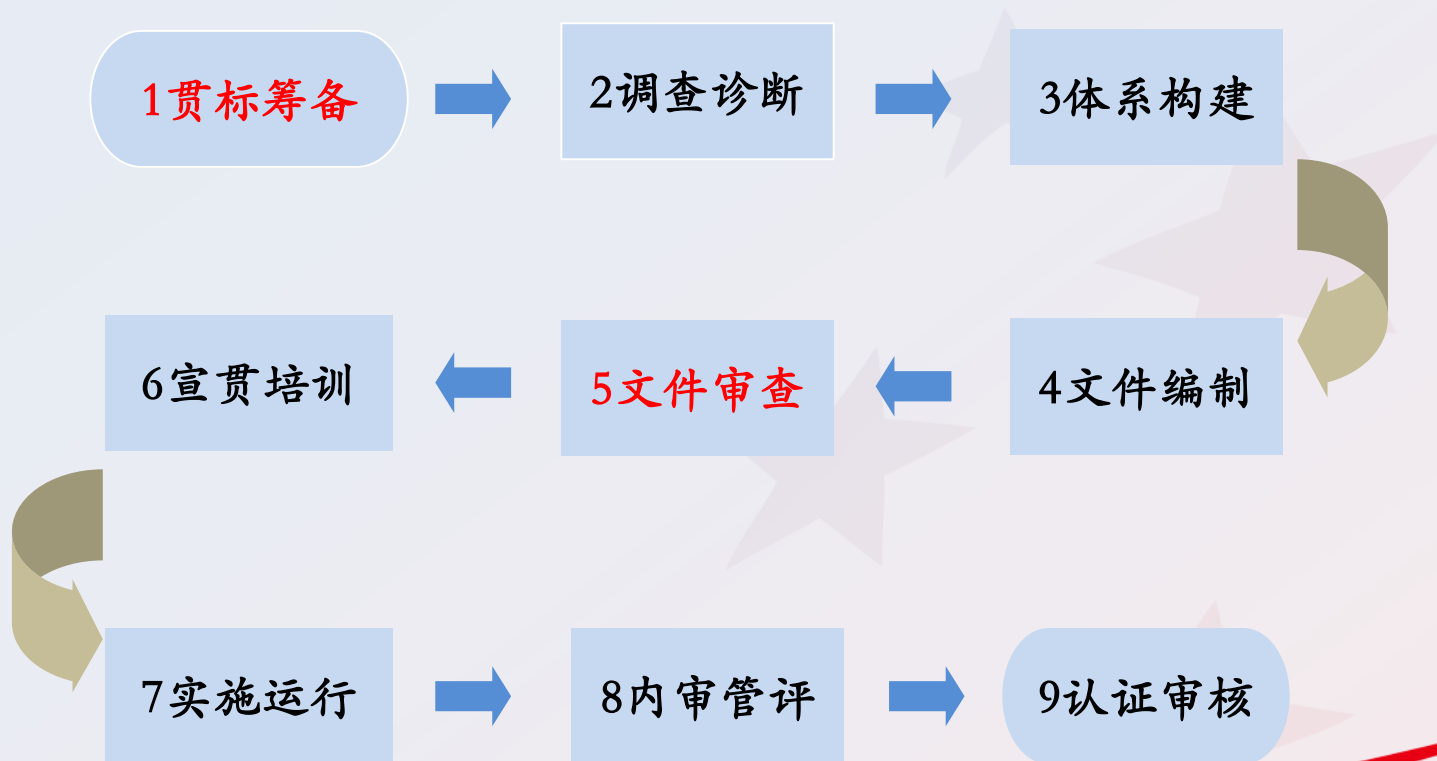 1贯标筹备
2调查诊断
3体系构建
4文件编制
5文件审查
6宣贯培训
7实施运行
8内审管评
9认证审核